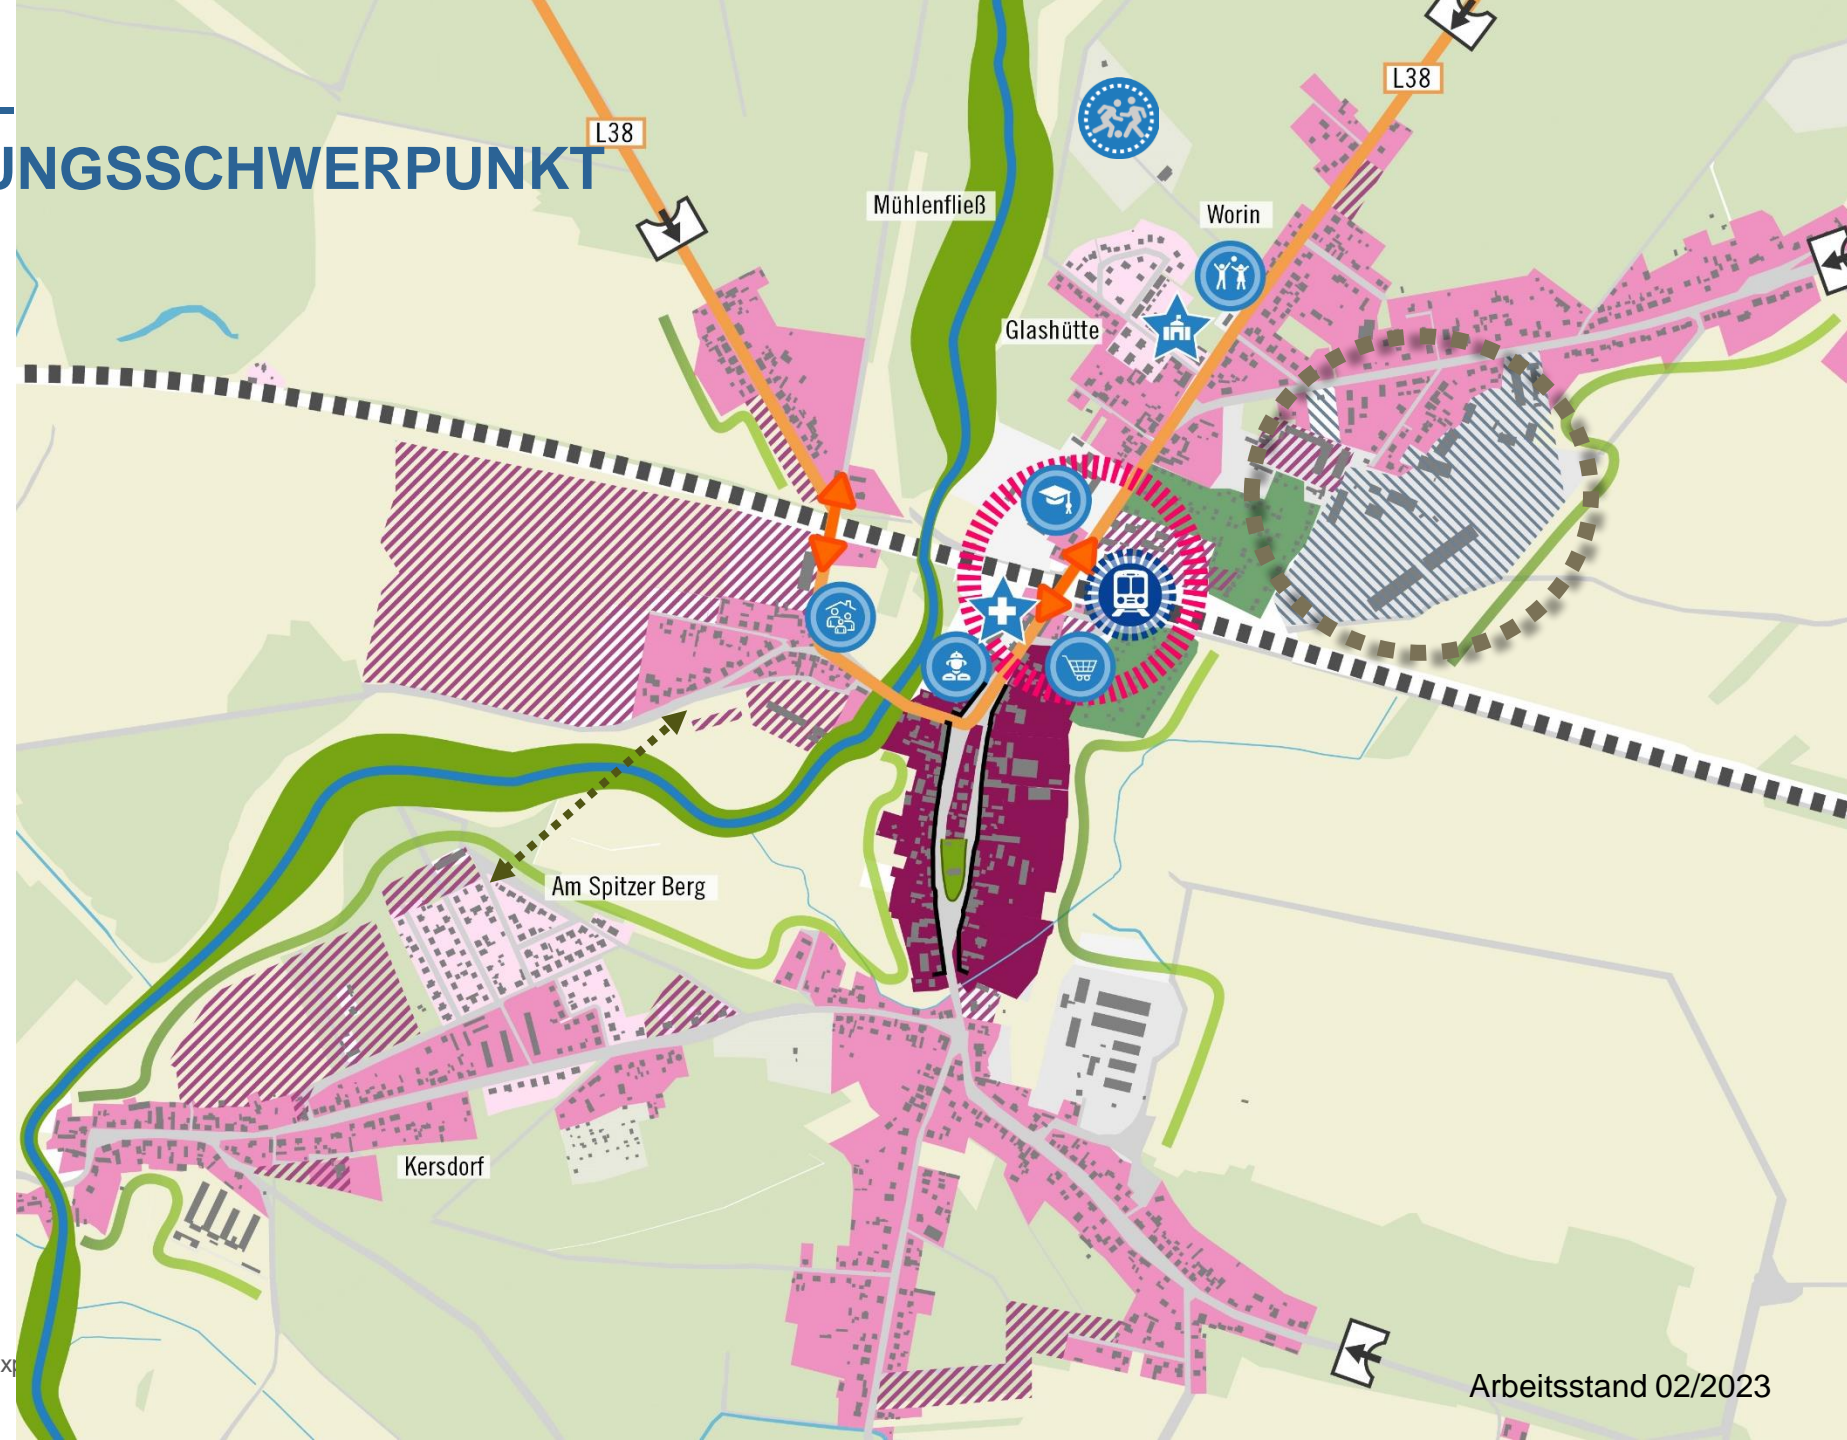 L38
L38
UNGSSCHWERPUNKT
Mühlenfließ
Worin
Glashütte
Am Spitzer Berg
Kersdorf
Arbeitsstand 02/2023